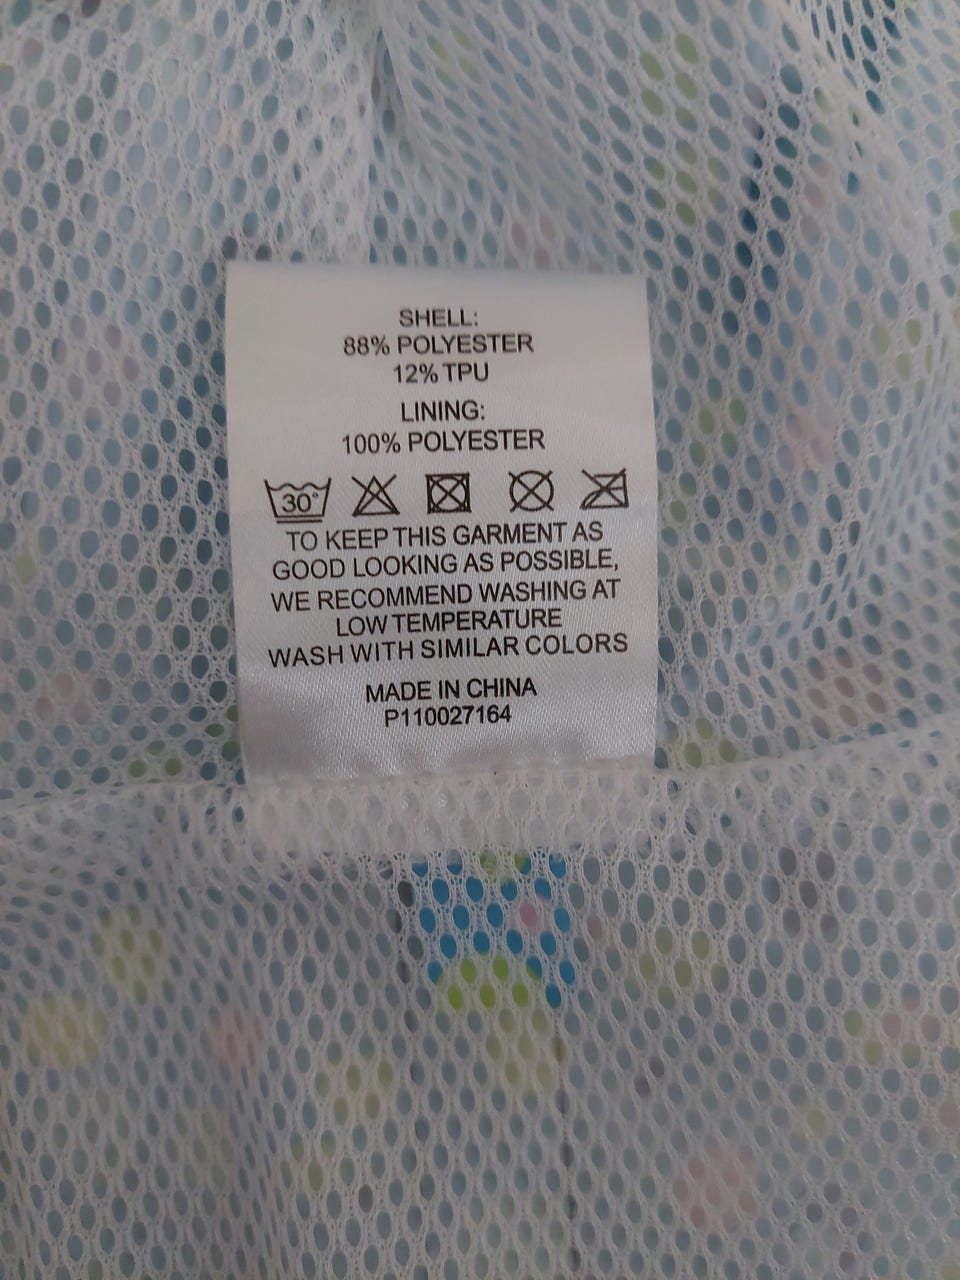 SHELL:
88% POLYESTER
12% TPU
LINING:
100% POLYESTER
30°
TO KEEP THIS GARMENT AS
GOOD LOOKING AS POSSIBLE,
WE RECOMMEND WASHING AT
LOW TEMPERATURE
WASH WITH SIMILAR COLORS
MADE IN CHINA
P110027164